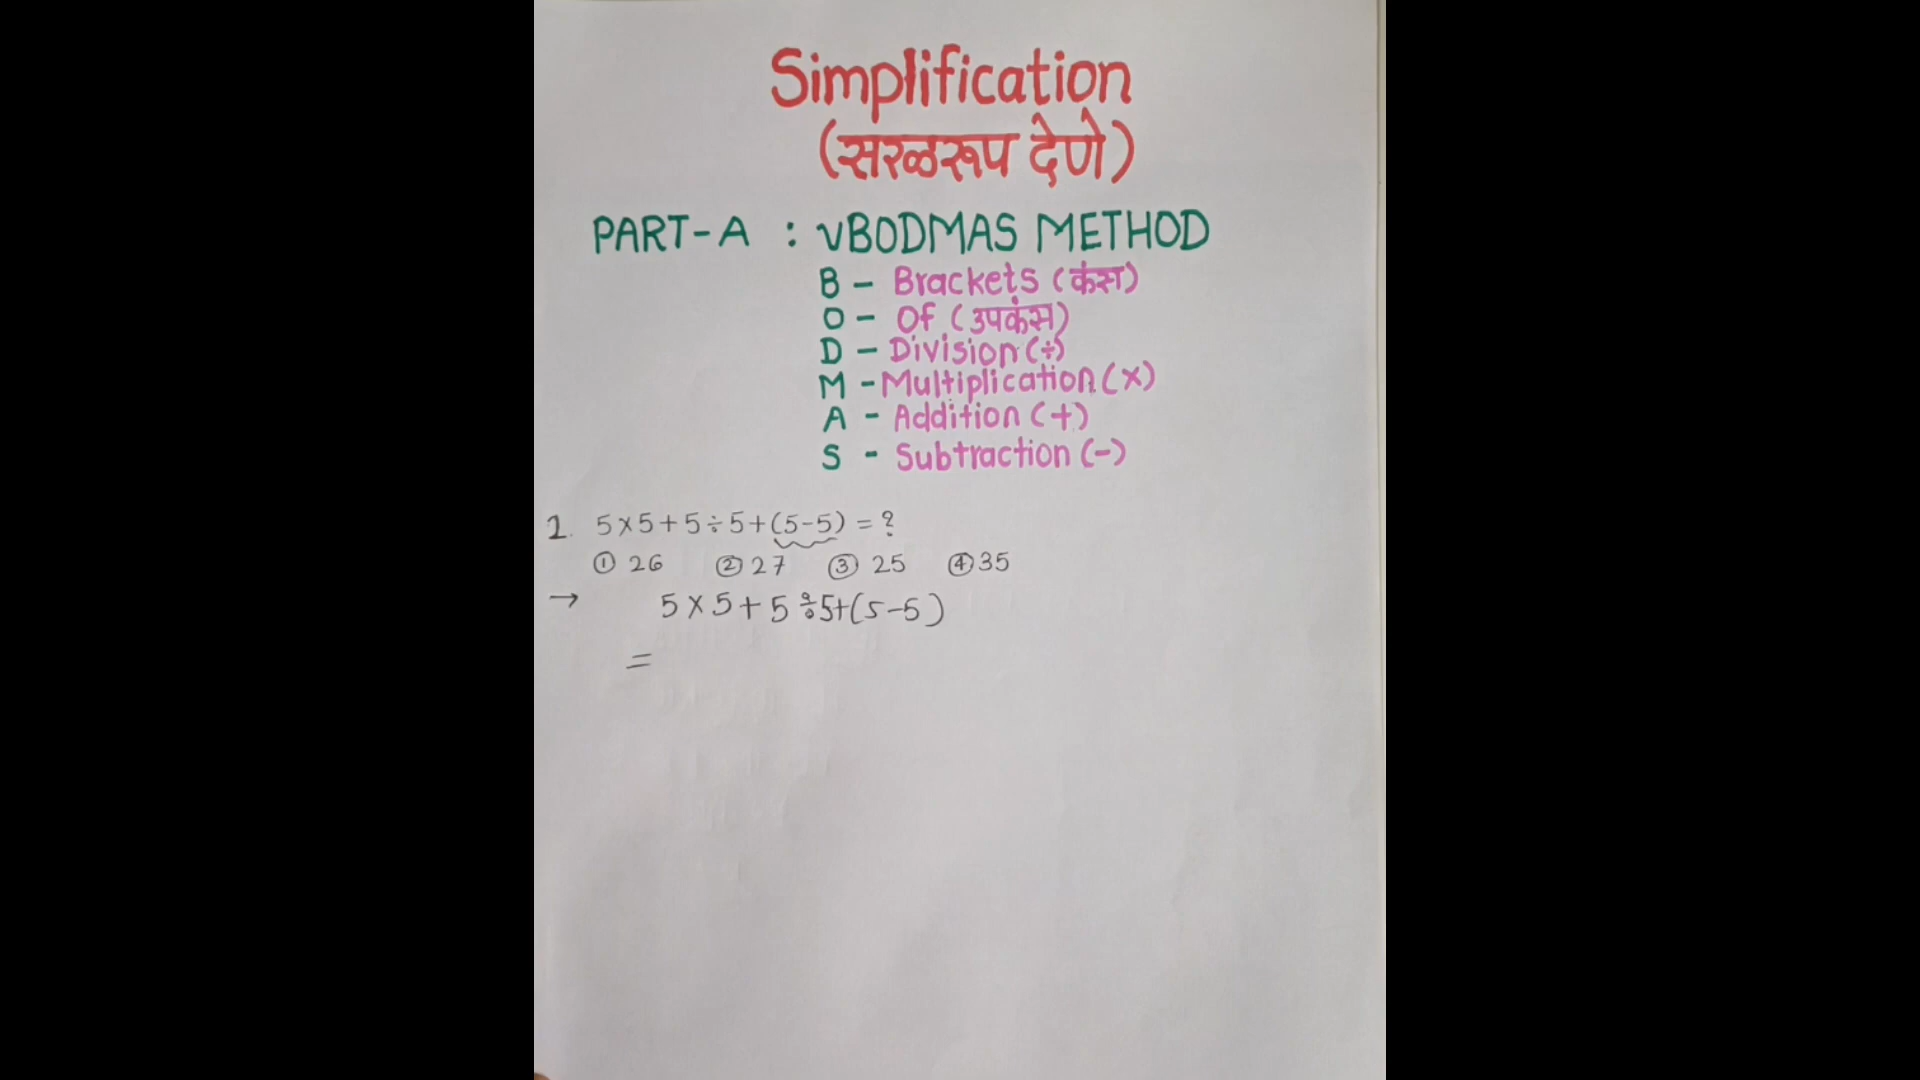 Simplification
(सरळरूप देणे)
PART-A : VBODMAS METHOD
B - Brackets (कंस)
O - Of (उपकंस)
D - Division (÷)
M - Multiplication (×)
A - Addition (+)
S - Subtraction (-)
1. 5×5+5÷5+(5-5) = ?
① 26 ② 27 ③ 25 ④ 35
→ 5×5+5÷5+(5-5)
=